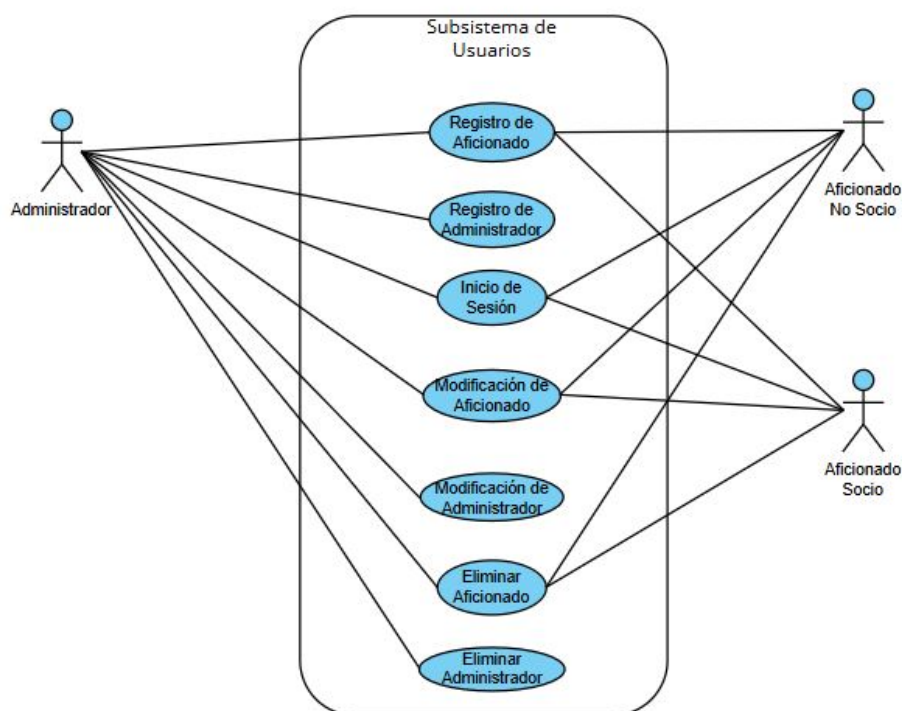 Subsistema de
Usuarios
Registro de
Aficionado
Administrador
Aficionado
No Socio
Registro de
Administrador
Inicio de
Sesión
Modificación de
Aficionado
Aficionado
Socio
Modificación de
Administrador
Eliminar
Aficionado
Eliminar
Administrador